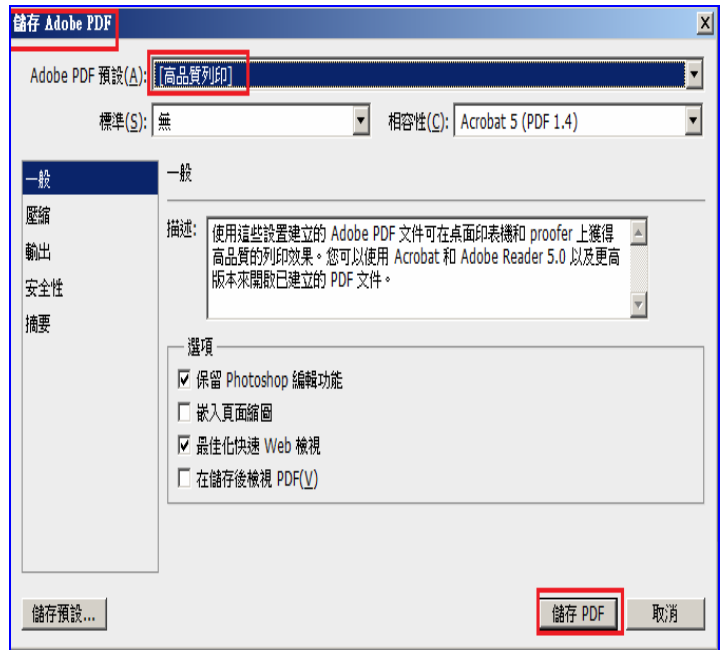 儲存 Adobe PDF
Adobe PDF 預設(A): [高品質列印]
標準(S): 無 相容性(C): Acrobat 5 (PDF 1.4)
一般
壓縮
輸出
安全性
摘要
一般
描述: 使用這些設置建立的 Adobe PDF 文件可在桌面印表機和 proofer 上獲得
高品質的列印效果。您可以使用 Acrobat 和 Adobe Reader 5.0 以及更高
版本來開啟已建立的 PDF 文件。
選項
保留 Photoshop 編輯功能
嵌入頁面縮圖
最佳化快速 Web 檢視
在儲存後檢視 PDF(V)
儲存預設... 儲存 PDF 取消